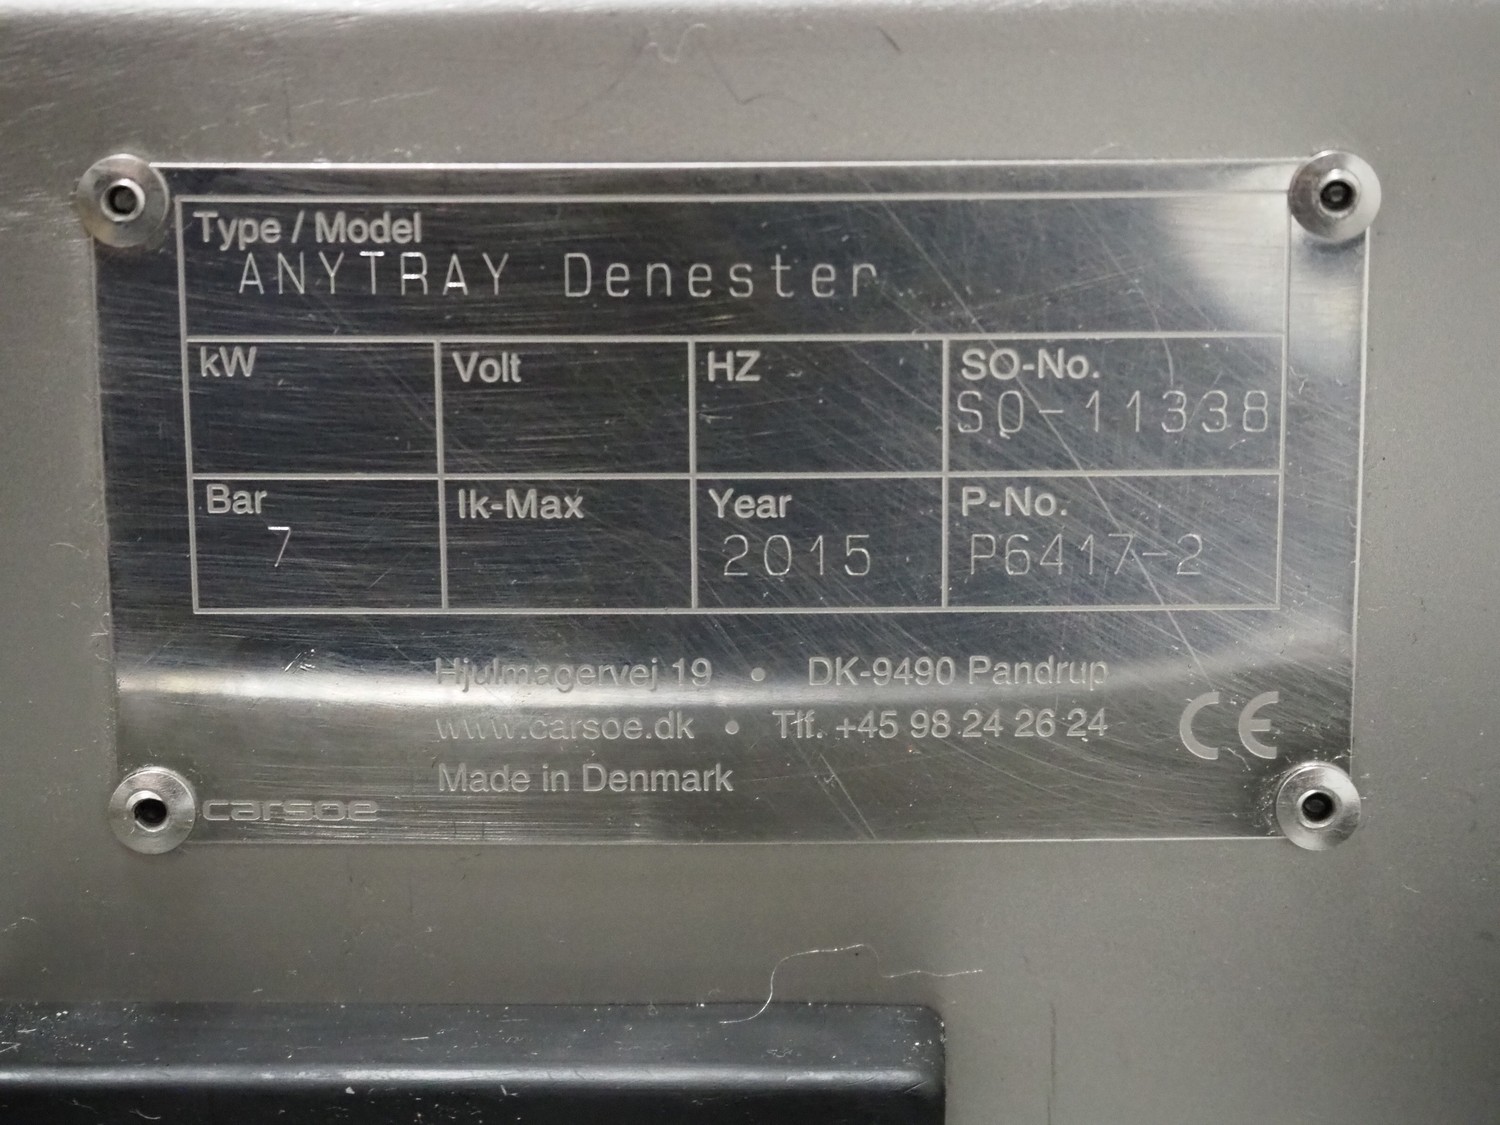 Type / Model
ANYTRAY Denester
kW Volt HZ SO-No.
SO-11338
Bar Ik-Max Year P-No.
7 2015 P6417-2
Hjulmagervej 19 • DK-9490 Pandrup
www.carsoe.dk • Tlf. +45 98 24 26 24
CE
Made in Denmark
carsoe